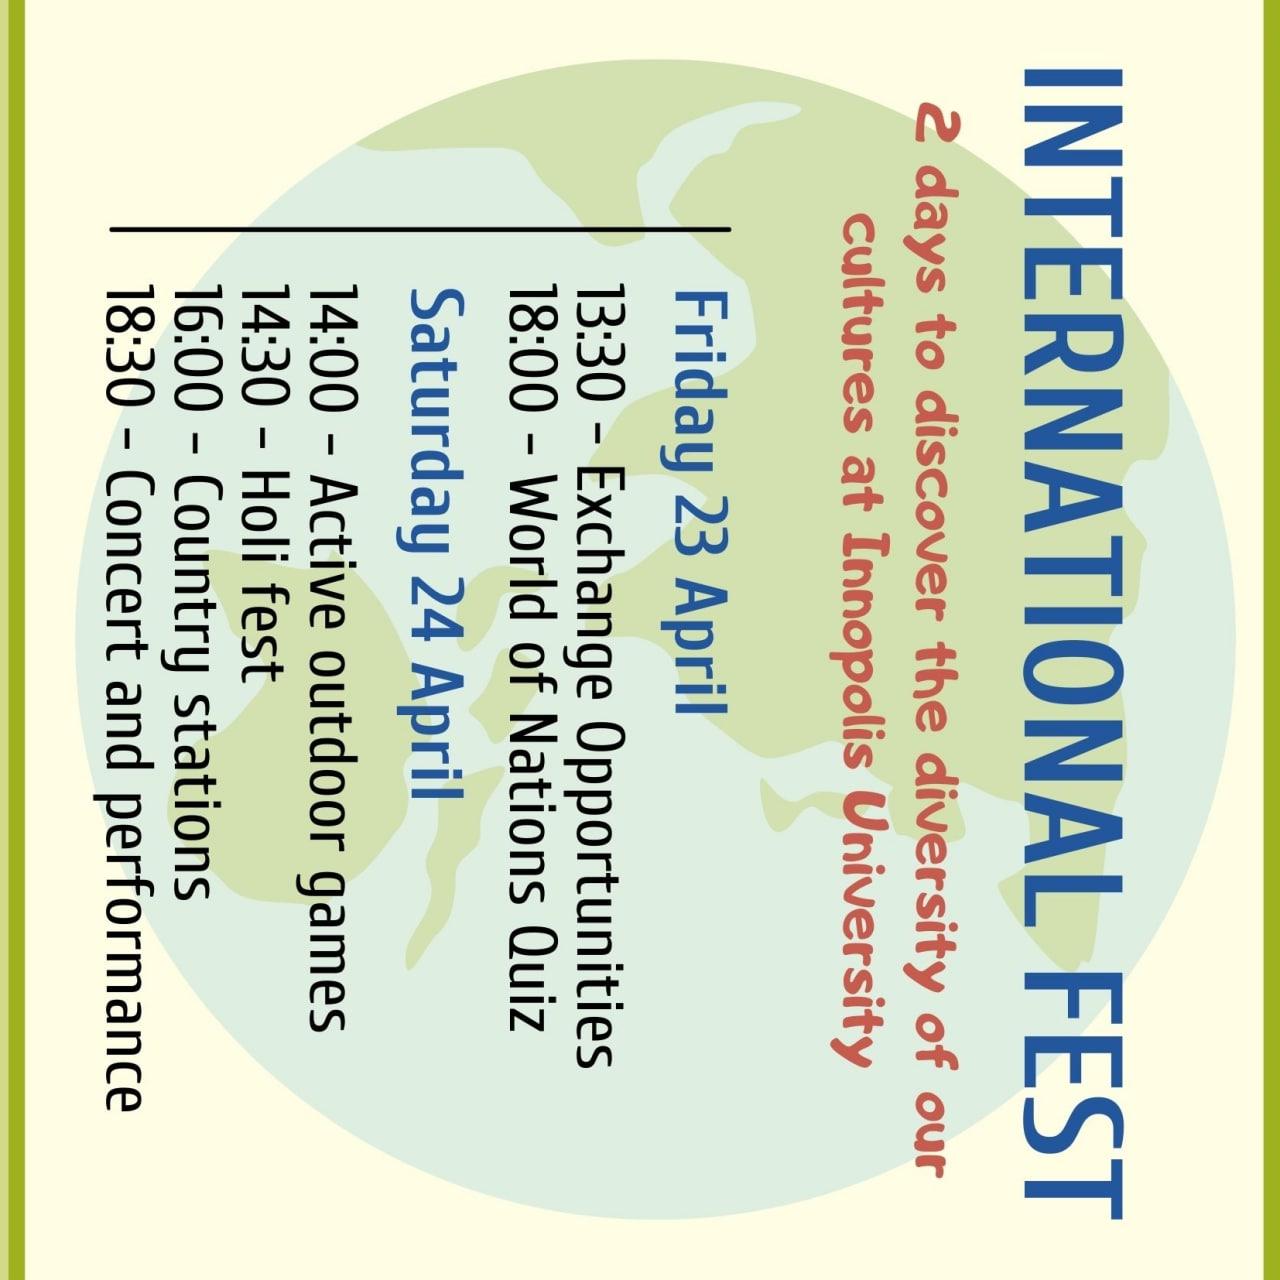 INTERNATIONAL FEST
2 days to discover the diversity of our
cultures at Innopolis University
Friday 23 April
13:30 - Exchange Opportunities
18:00 - World of Nations Quiz
Saturday 24 April
14:00 - Active outdoor games
14:30 - Holi fest
16:00 - Country stations
18:30 - Concert and performance